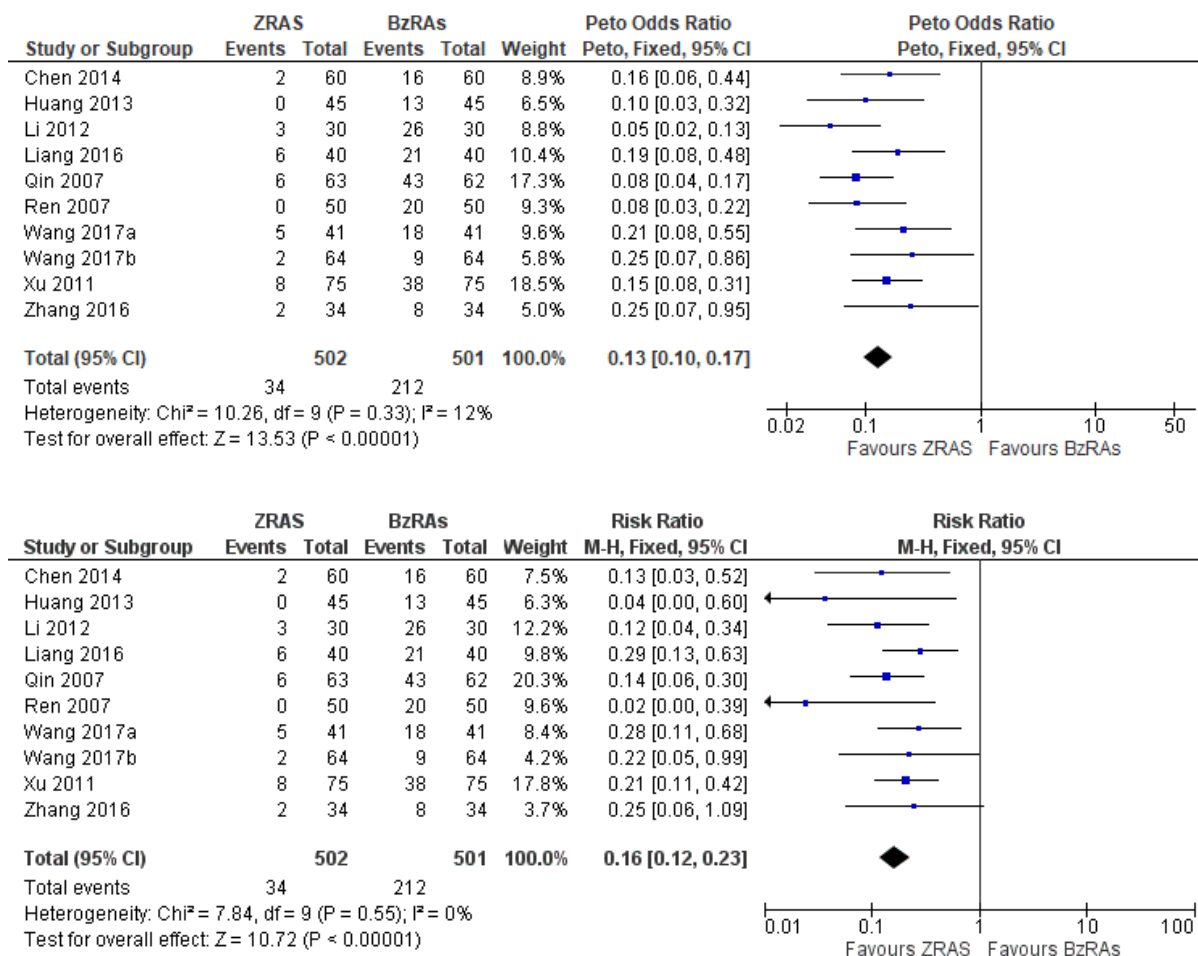 ZRAS BzRAs Peto Odds Ratio Peto Odds Ratio
Study or Subgroup Events Total Events Total Weight Peto, Fixed, 95% CI Peto, Fixed, 95% CI
Chen 2014 2 60 16 60 8.9% 0.16 [0.06, 0.44]
Huang 2013 0 45 13 45 6.5% 0.10 [0.03, 0.32]
Li 2012 3 30 26 30 8.8% 0.05 [0.02, 0.13]
Liang 2016 6 40 21 40 10.4% 0.19 [0.08, 0.48]
Qin 2007 6 63 43 62 17.3% 0.08 [0.04, 0.17]
Ren 2007 0 50 20 50 9.3% 0.08 [0.03, 0.22]
Wang 2017a 5 41 18 41 9.6% 0.21 [0.08, 0.55]
Wang 2017b 2 64 9 64 5.8% 0.25 [0.07, 0.86]
Xu 2011 8 75 38 75 18.5% 0.15 [0.08, 0.31]
Zhang 2016 2 34 8 34 5.0% 0.25 [0.07, 0.95]
Total (95% CI) 502 501 100.0% 0.13 [0.10, 0.17]
Total events 34 212
Heterogeneity: Chi² = 10.26, df = 9 (P = 0.33); I² = 12%
Test for overall effect: Z = 13.53 (P < 0.00001)
0.02 0.1 1 10 50
Favours ZRAS Favours BzRAs
ZRAS BzRAs Risk Ratio Risk Ratio
Study or Subgroup Events Total Events Total Weight M-H, Fixed, 95% CI M-H, Fixed, 95% CI
Chen 2014 2 60 16 60 7.5% 0.13 [0.03, 0.52]
Huang 2013 0 45 13 45 6.3% 0.04 [0.00, 0.60]
Li 2012 3 30 26 30 12.2% 0.12 [0.04, 0.34]
Liang 2016 6 40 21 40 9.8% 0.29 [0.13, 0.63]
Qin 2007 6 63 43 62 20.3% 0.14 [0.06, 0.30]
Ren 2007 0 50 20 50 9.6% 0.02 [0.00, 0.39]
Wang 2017a 5 41 18 41 8.4% 0.28 [0.11, 0.68]
Wang 2017b 2 64 9 64 4.2% 0.22 [0.05, 0.99]
Xu 2011 8 75 38 75 17.8% 0.21 [0.11, 0.42]
Zhang 2016 2 34 8 34 3.7% 0.25 [0.06, 1.09]
Total (95% CI) 502 501 100.0% 0.16 [0.12, 0.23]
Total events 34 212
Heterogeneity: Chi² = 7.84, df = 9 (P = 0.55); I² = 0%
Test for overall effect: Z = 10.72 (P < 0.00001)
0.01 0.1 1 10 100
Favours ZRAS Favours BzRAs